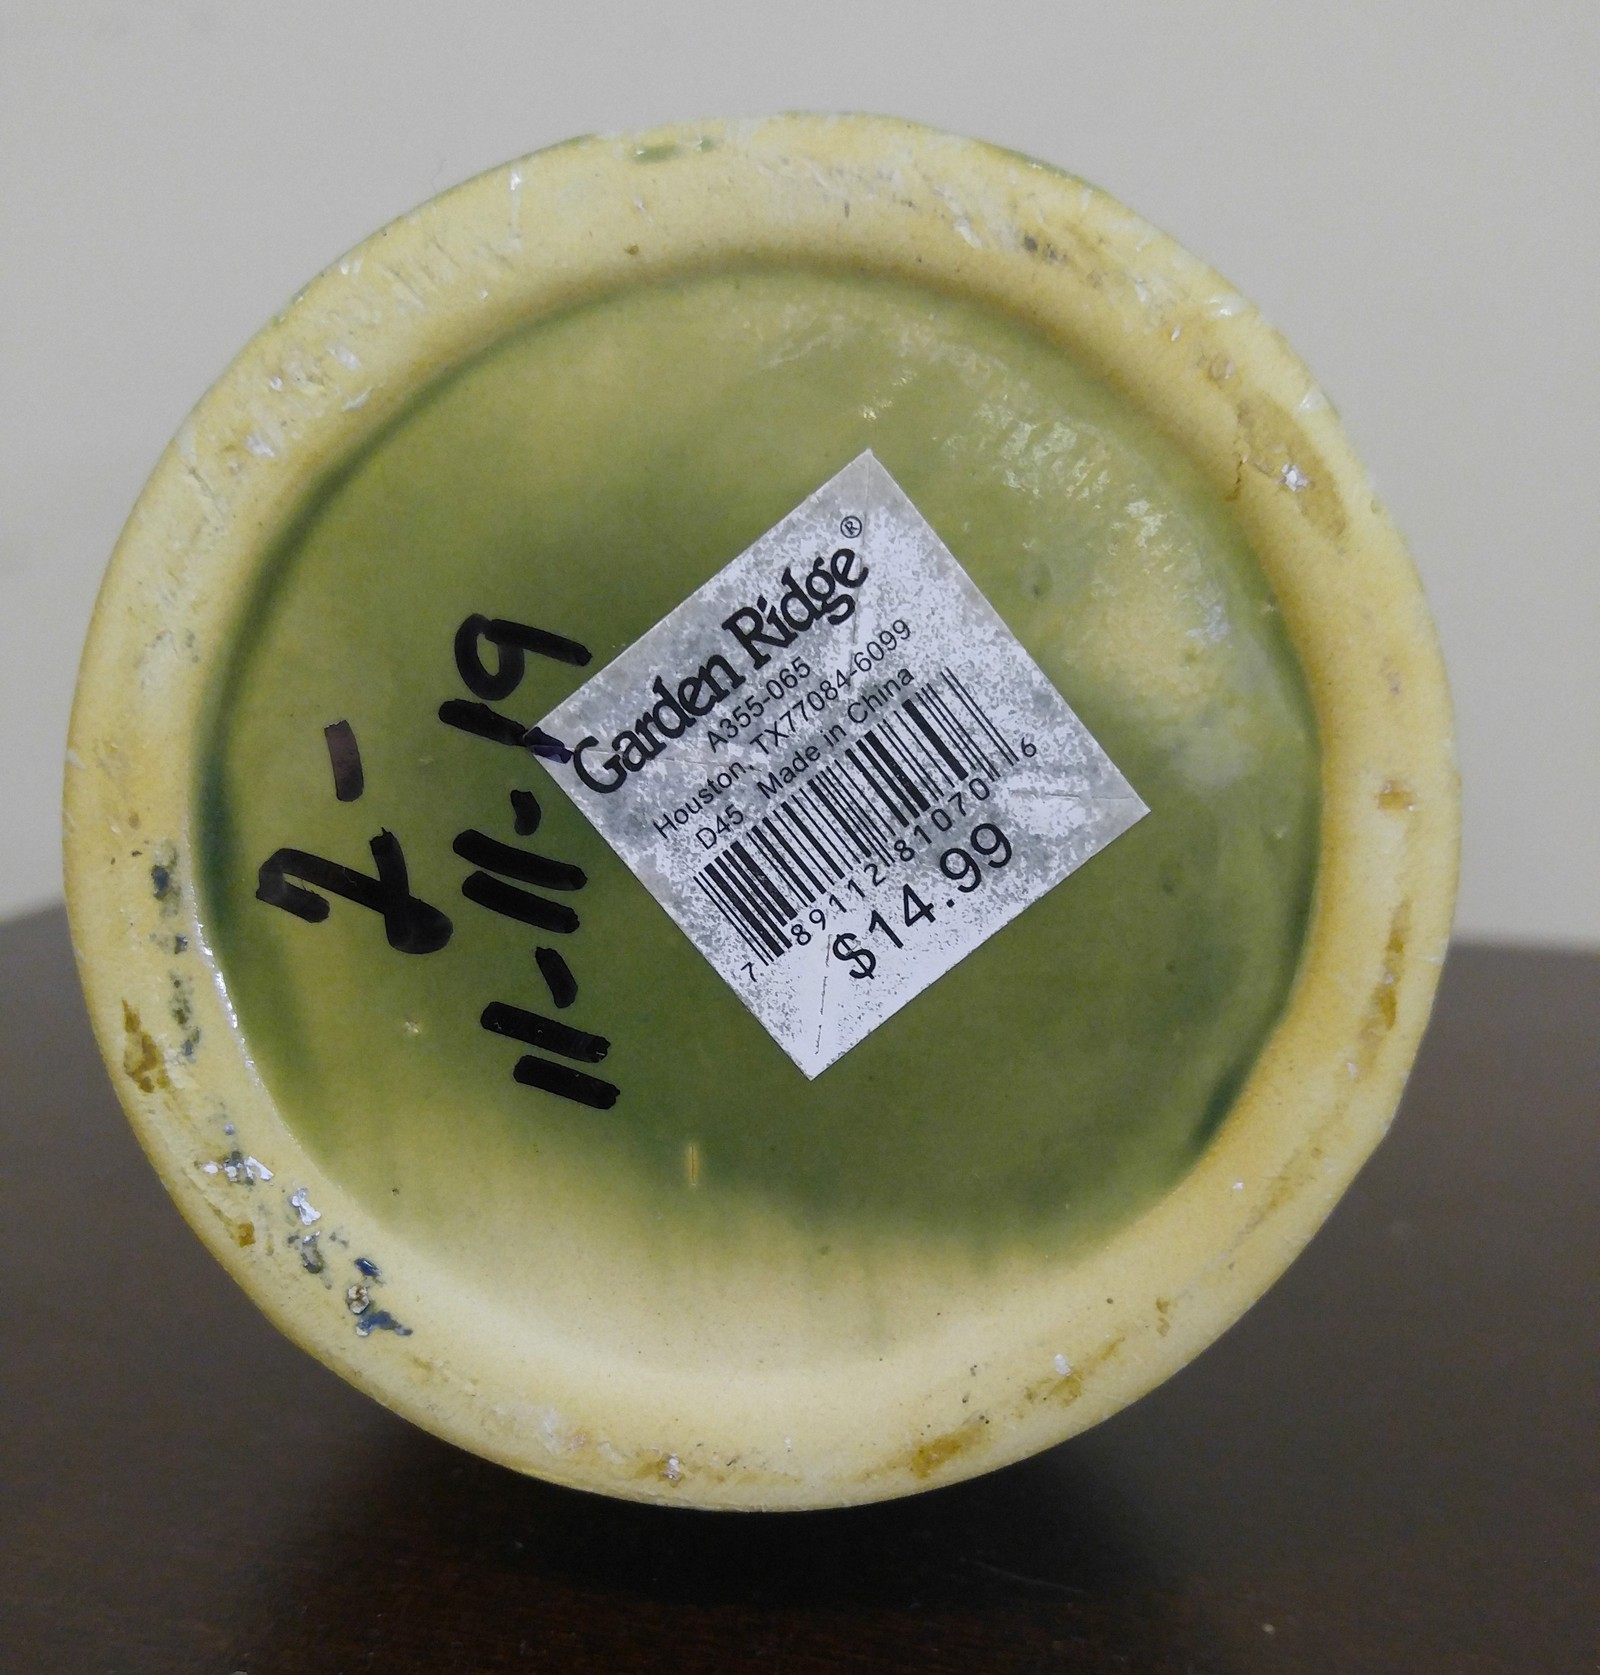 Garden Ridge®
A355-065
Houston, TX77084-6099
D45 Made in China
7 89112 81070 6
$14.99
2-
11-11-19